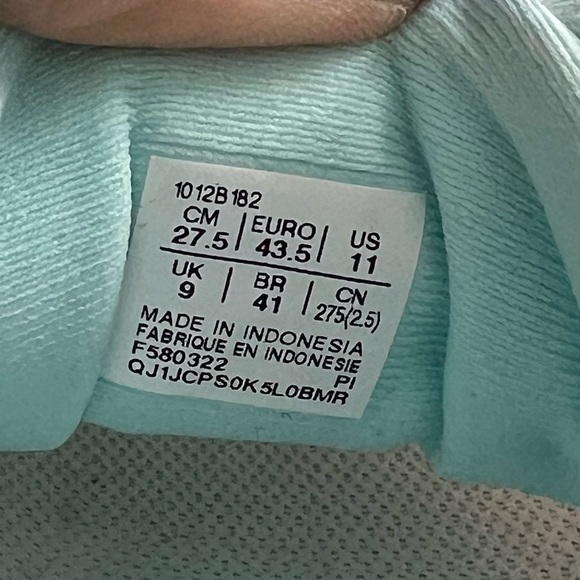 1012B182
CM | EURO | US
27.5 | 43.5 | 11
UK | BR | CN
9 | 41 | 275(2.5)
MADE IN INDONESIA
FABRIQUE EN INDONESIE
F580322 PI
QJ1JCPS0K5L0BMR